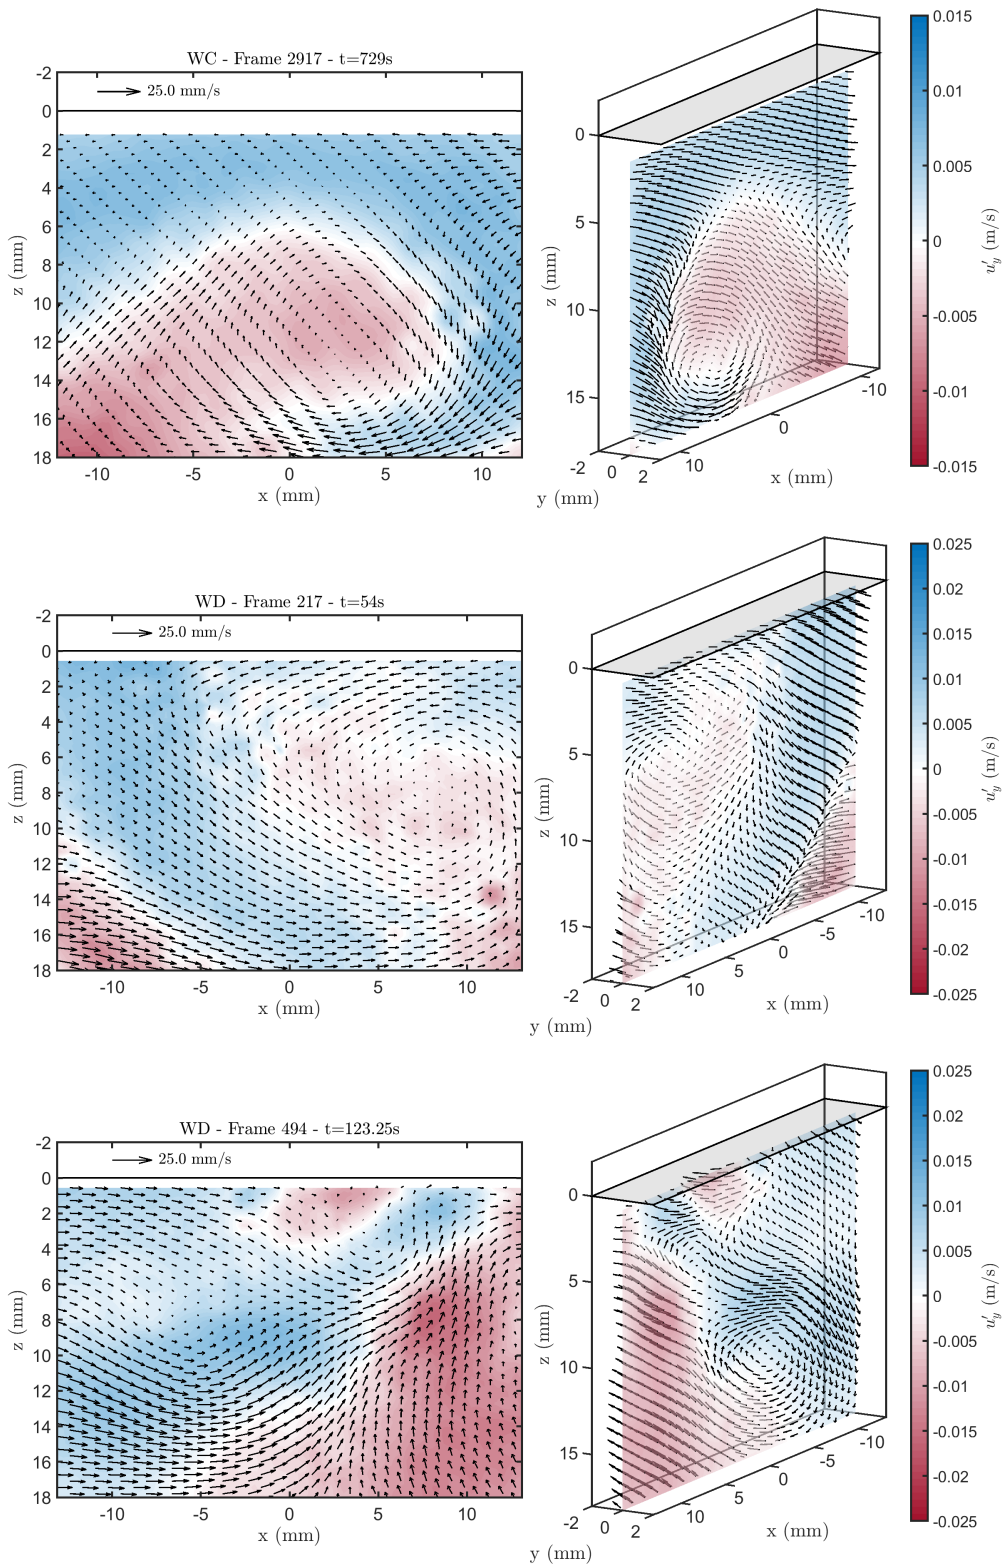 WC - Frame 2917 - t=729s
25.0 mm/s
-2
0
2
4
6
8
10
12
14
16
18
z (mm)
-10 -5 0 5 10
x (mm)
0
5
10
15
z (mm)
-2 0 2
y (mm)
10 0 -10
x (mm)
0.015
0.01
0.005
0
-0.005
-0.01
-0.015
u′y (m/s)
WD - Frame 217 - t=54s
25.0 mm/s
-2
0
2
4
6
8
10
12
14
16
18
z (mm)
-10 -5 0 5 10
x (mm)
0
5
10
15
z (mm)
-2 0 2
y (mm)
10 5 0 -5 -10
x (mm)
0.025
0.02
0.015
0.01
0.005
0
-0.005
-0.01
-0.015
-0.02
-0.025
u′y (m/s)
WD - Frame 494 - t=123.25s
25.0 mm/s
-2
0
2
4
6
8
10
12
14
16
18
z (mm)
-10 -5 0 5 10
x (mm)
0
5
10
15
z (mm)
-2 0 2
y (mm)
10 5 0 -5 -10
x (mm)
0.025
0.02
0.015
0.01
0.005
0
-0.005
-0.01
-0.015
-0.02
-0.025
u′y (m/s)